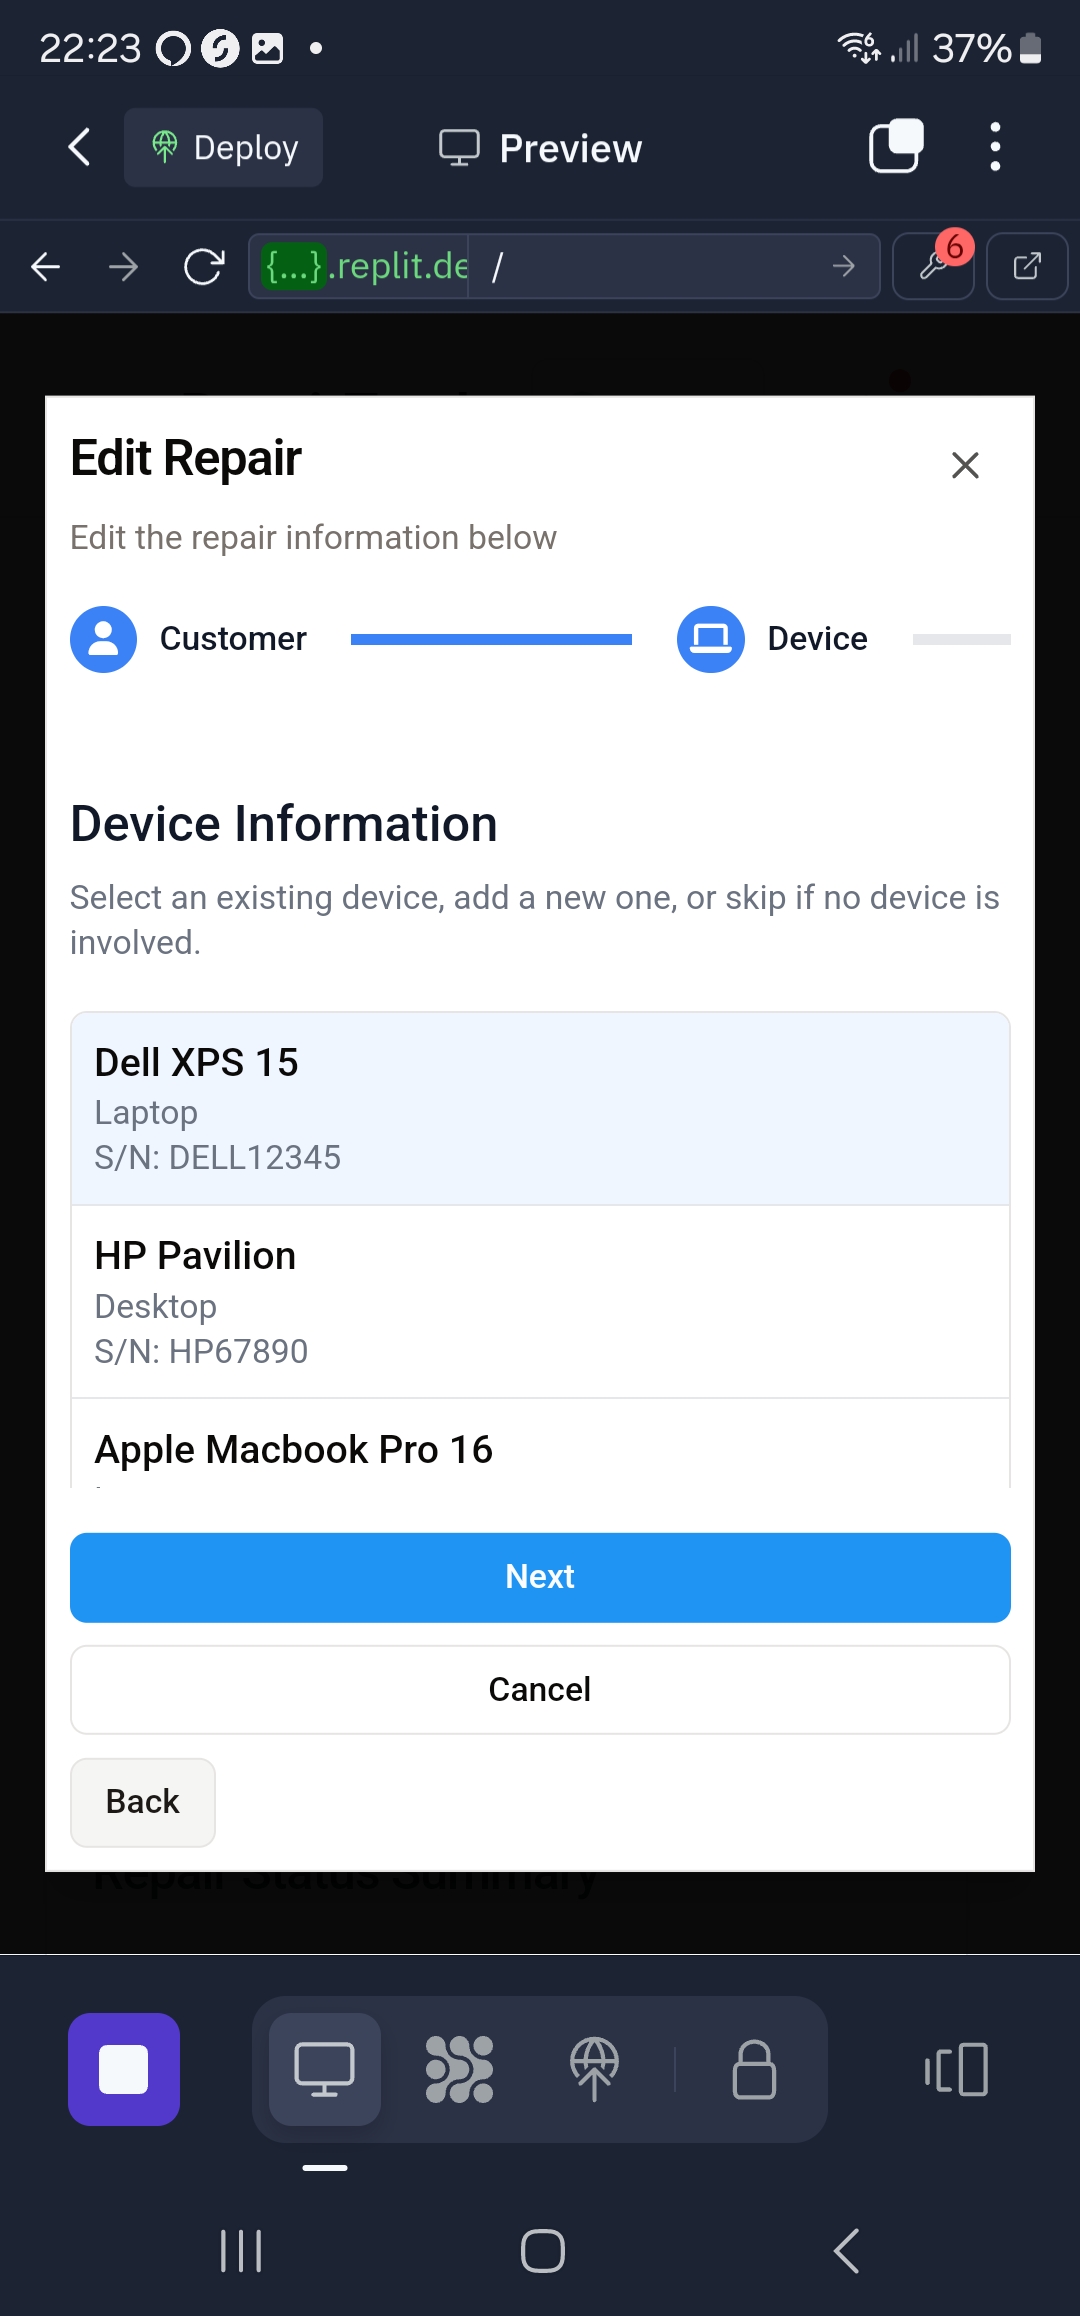 22:23
37%
Deploy
Preview
{...}.replit.de
/
6
Edit Repair
Edit the repair information below
Customer
Device
Device Information
Select an existing device, add a new one, or skip if no device is
involved.
Dell XPS 15
Laptop
S/N: DELL12345
HP Pavilion
Desktop
S/N: HP67890
Apple Macbook Pro 16
Next
Cancel
Back
Repair Status Summary